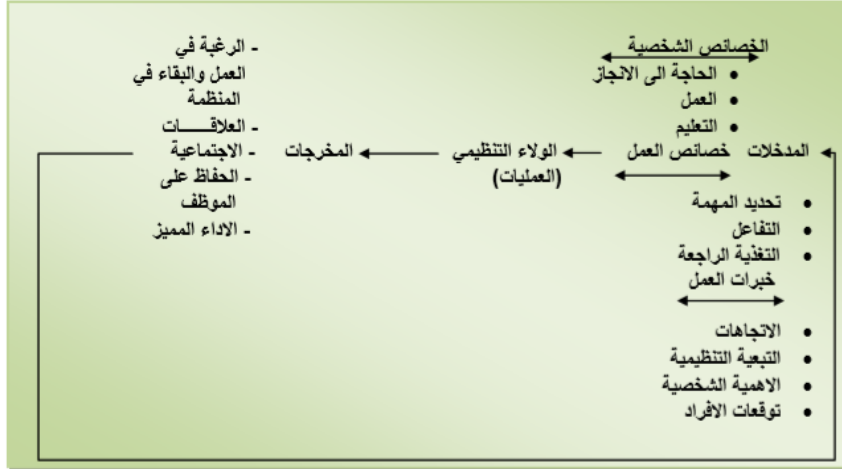 الخصائص الشخصية
• الحاجة الى الانجاز
• العمل
• التعليم
المدخلات
خصائص العمل
• تحديد المهمة
• التفاعل
• التغذية الراجعة
خبرات العمل
• الاتجاهات
• التبعية التنظيمية
• الاهمية الشخصية
• توقعات الافراد
الولاء التنظيمي
(العمليات)
المخرجات
- الرغبة في
العمل والبقاء في
المنظمة
- العلاقـــات
- الاجتماعية
- الحفاظ على
الموظف
- الاداء المميز